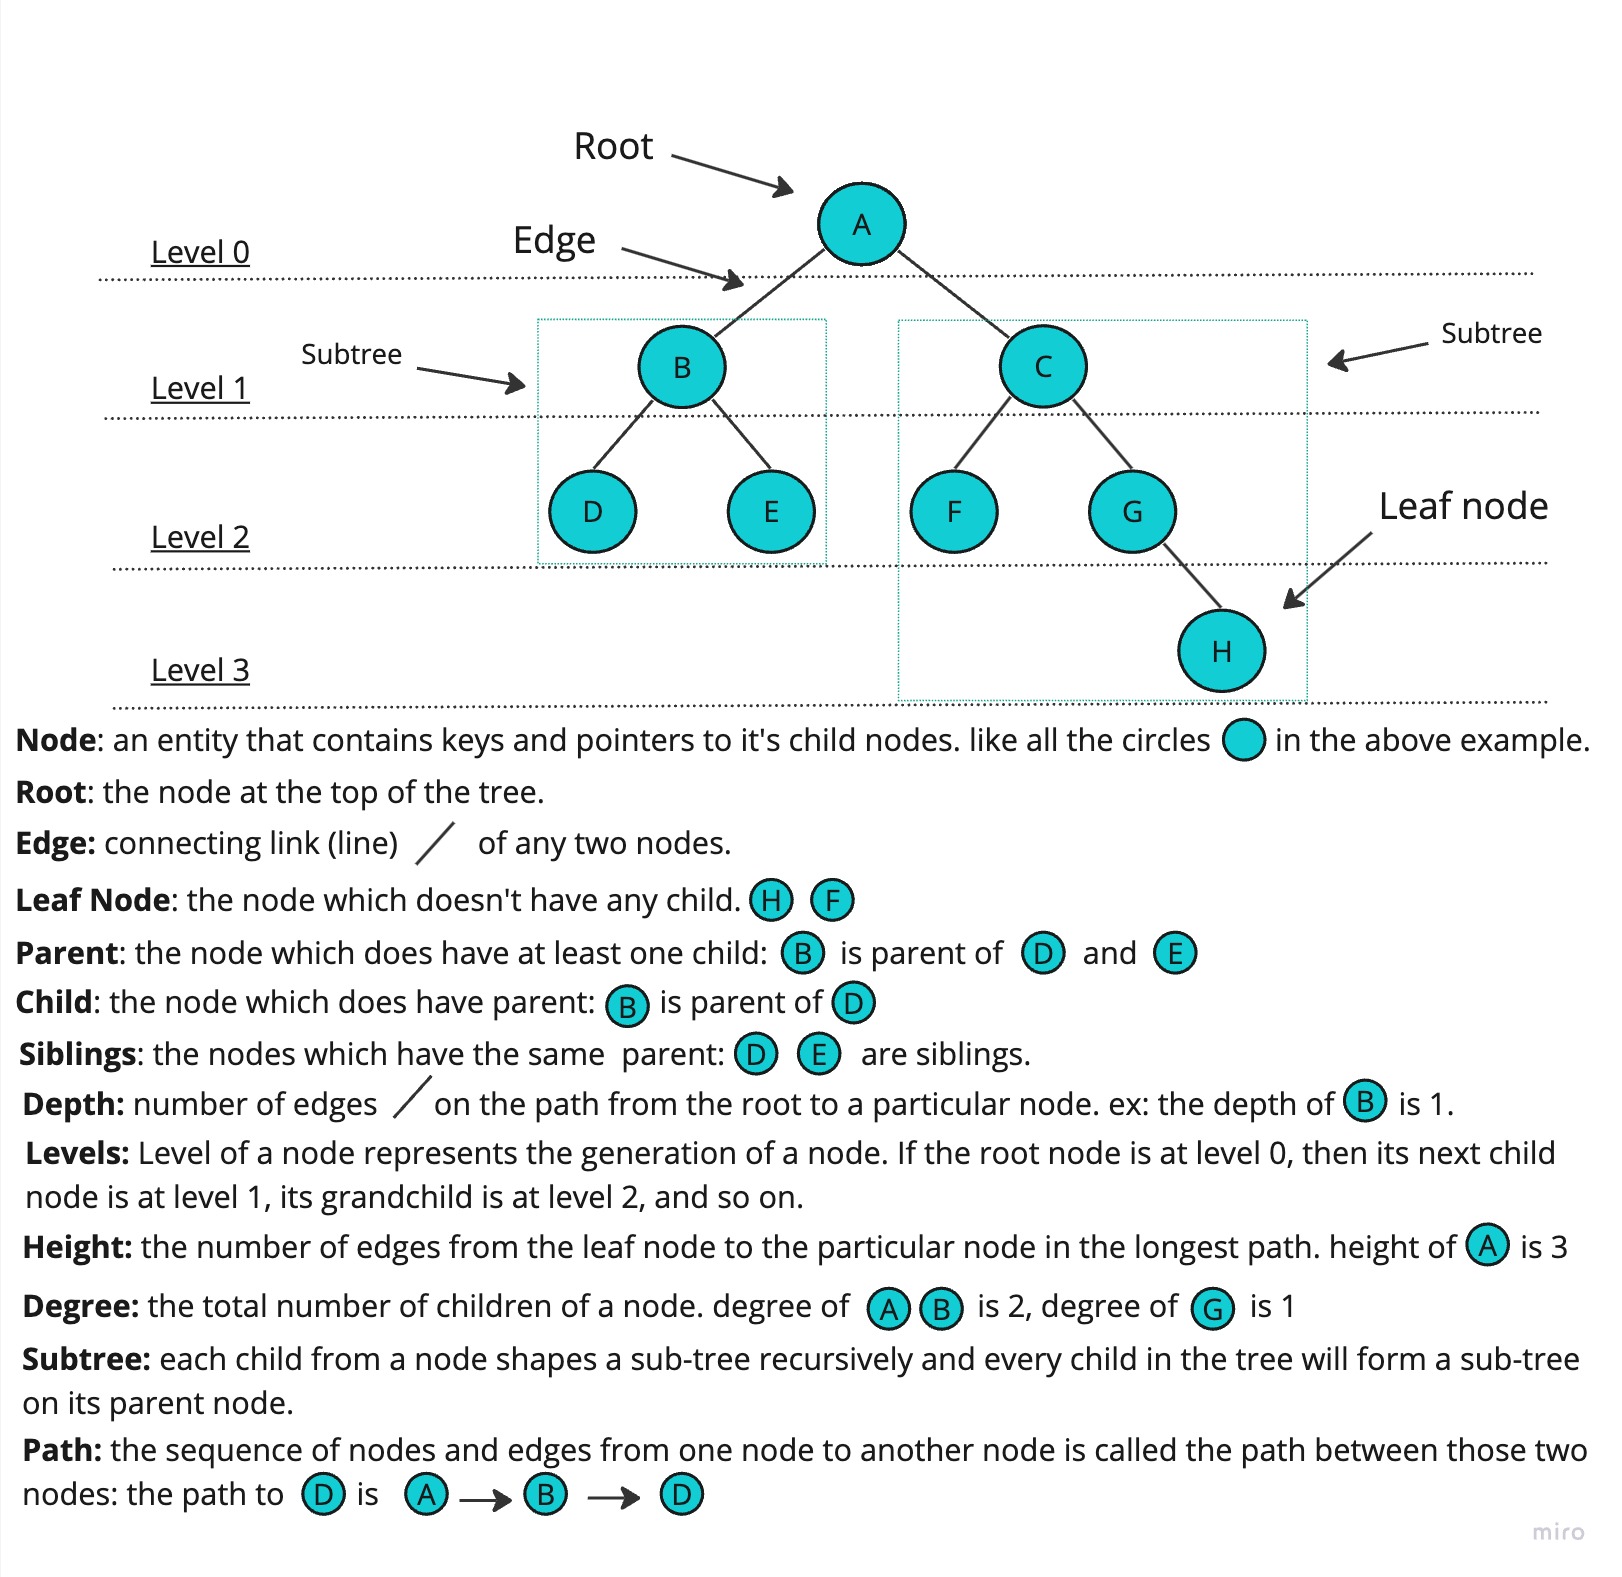 Root
A
Edge
Level 0
Subtree
Subtree
B
C
Level 1
Leaf node
D
E
F
G
Level 2
H
Level 3
Node: an entity that contains keys and pointers to it's child nodes. like all the circles in the above example.
Root: the node at the top of the tree.
Edge: connecting link (line) of any two nodes.
Leaf Node: the node which doesn't have any child. H F
Parent: the node which does have at least one child: B is parent of D and E
Child: the node which does have parent: B is parent of D
Siblings: the nodes which have the same parent: D E are siblings.
Depth: number of edges on the path from the root to a particular node. ex: the depth of B is 1.
Levels: Level of a node represents the generation of a node. If the root node is at level 0, then its next child
node is at level 1, its grandchild is at level 2, and so on.
Height: the number of edges from the leaf node to the particular node in the longest path. height of A is 3
Degree: the total number of children of a node. degree of A B is 2, degree of G is 1
Subtree: each child from a node shapes a sub-tree recursively and every child in the tree will form a sub-tree
on its parent node.
Path: the sequence of nodes and edges from one node to another node is called the path between those two
nodes: the path to D is A B D
miro